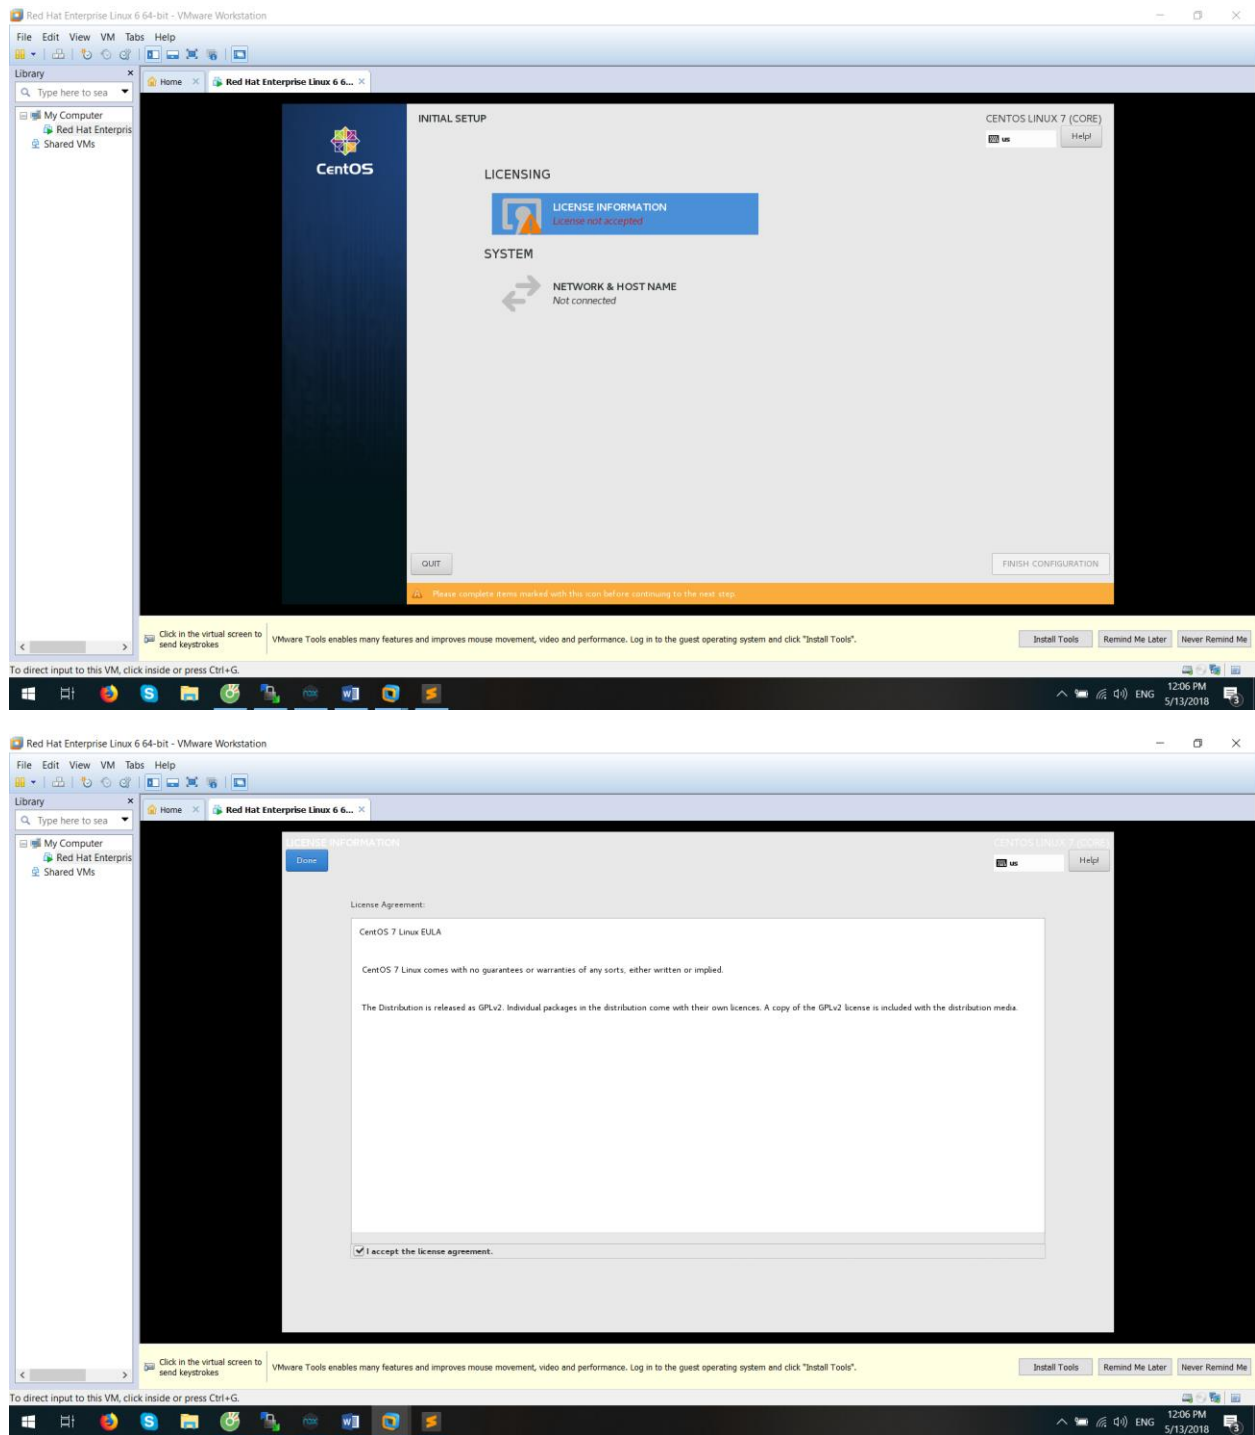 Red Hat Enterprise Linux 6 64-bit - VMware Workstation
File Edit View VM Tabs Help
Library
Type here to sea
Home
Red Hat Enterprise Linux 6 6...
My Computer
Red Hat Enterpris
Shared VMs
CentOS
INITIAL SETUP
CENTOS LINUX 7 (CORE)
us
Help!
LICENSING
LICENSE INFORMATION
License not accepted
SYSTEM
NETWORK & HOST NAME
Not connected
QUIT
FINISH CONFIGURATION
Please complete items marked with this icon before continuing to the next step.
Click in the virtual screen to
send keystrokes
VMware Tools enables many features and improves mouse movement, video and performance. Log in to the guest operating system and click "Install Tools".
Install Tools
Remind Me Later
Never Remind Me
To direct input to this VM, click inside or press Ctrl+G.
ENG
12:06 PM
5/13/2018
3
Red Hat Enterprise Linux 6 64-bit - VMware Workstation
File Edit View VM Tabs Help
Library
Type here to sea
Home
Red Hat Enterprise Linux 6 6...
My Computer
Red Hat Enterpris
Shared VMs
LICENSE INFORMATION
CENTOS LINUX 7 (CORE)
Done
us
Help!
License Agreement:
CentOS 7 Linux EULA
CentOS 7 Linux comes with no guarantees or warranties of any sorts, either written or implied.
The Distribution is released as GPLv2. Individual packages in the distribution come with their own licences. A copy of the GPLv2 license is included with the distribution media.
I accept the license agreement.
Click in the virtual screen to
send keystrokes
VMware Tools enables many features and improves mouse movement, video and performance. Log in to the guest operating system and click "Install Tools".
Install Tools
Remind Me Later
Never Remind Me
To direct input to this VM, click inside or press Ctrl+G.
ENG
12:06 PM
5/13/2018
3